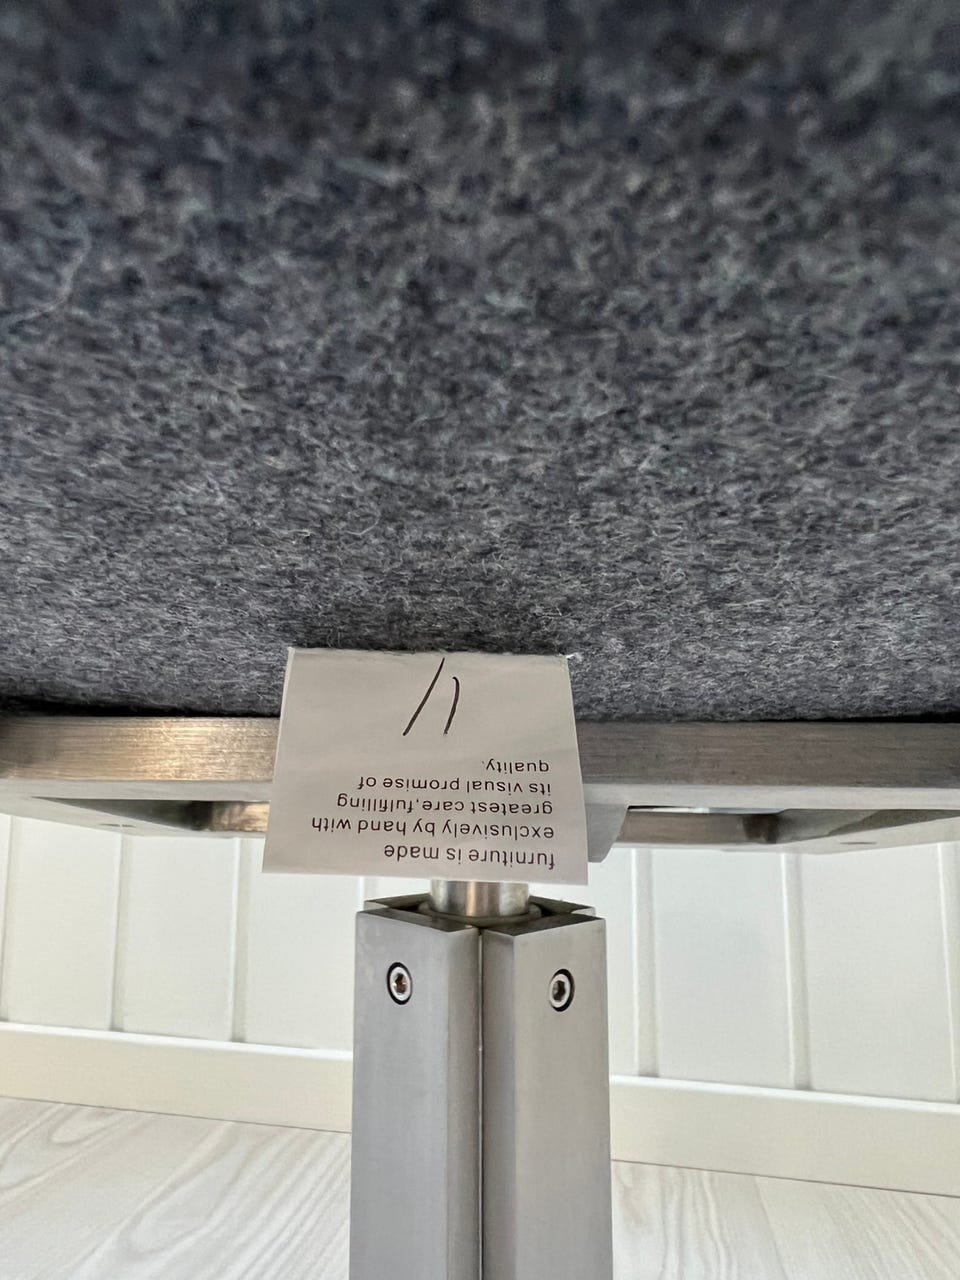 furniture is made
exclusively by hand with
greatest care,fulfilling
its visual promise of
quality.